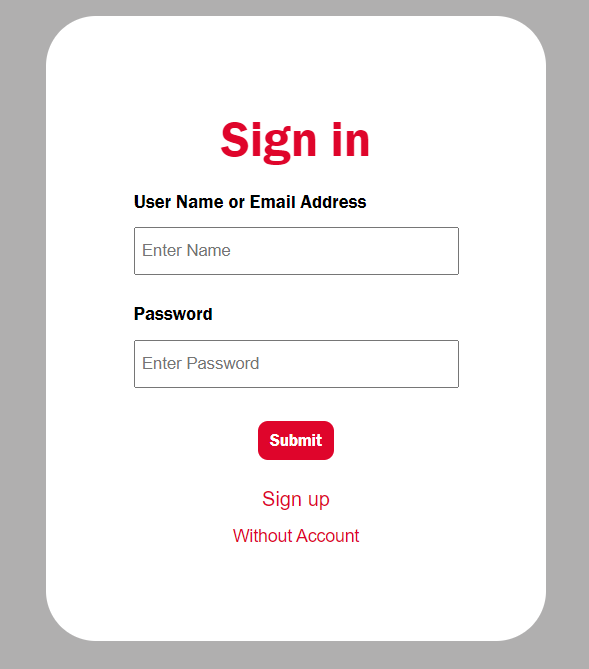 Sign in
User Name or Email Address
Enter Name
Password
Enter Password
Submit
Sign up
Without Account